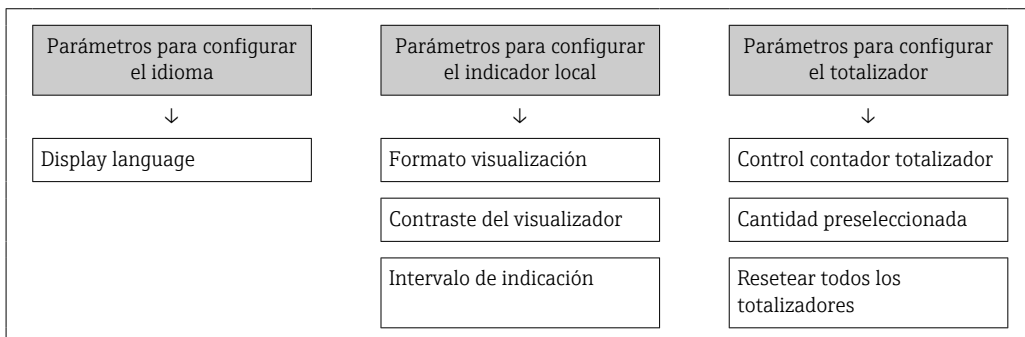 Parámetros para configurar
el idioma
↓
Display language
Parámetros para configurar
el indicador local
↓
Formato visualización
Contraste del visualizador
Intervalo de indicación
Parámetros para configurar
el totalizador
↓
Control contador totalizador
Cantidad preseleccionada
Resetear todos los
totalizadores